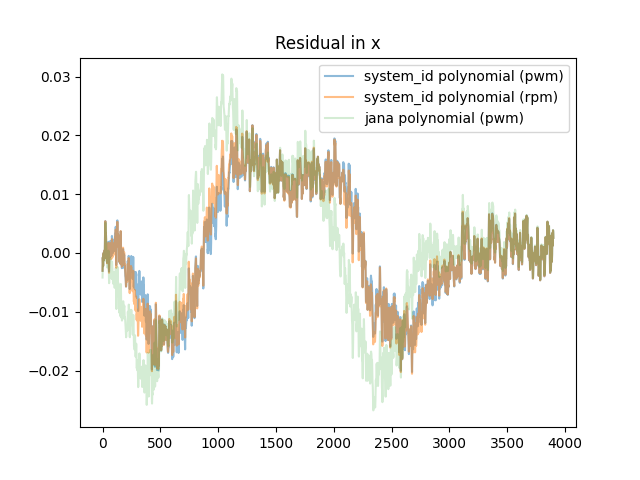 Residual in x
system_id polynomial (pwm)
system_id polynomial (rpm)
jana polynomial (pwm)
0.03
0.02
0.01
0.00
−0.01
−0.02
0 500 1000 1500 2000 2500 3000 3500 4000